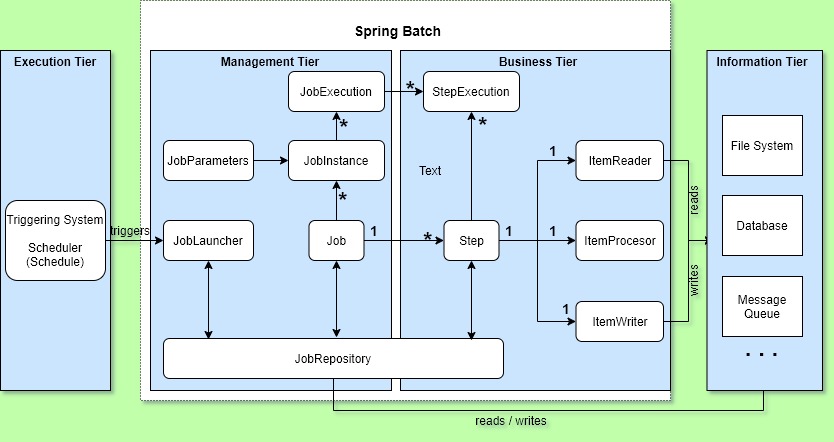 Spring Batch
Execution Tier
Management Tier
Business Tier
Information Tier
JobExecution
*
StepExecution
*
*
JobParameters
JobInstance
Text
1
ItemReader
File System
*
reads
Triggering System
Scheduler
(Schedule)
triggers
JobLauncher
Job
1
*
Step
1
1
ItemProcesor
Database
writes
1
ItemWriter
Message
Queue
. . .
JobRepository
reads / writes